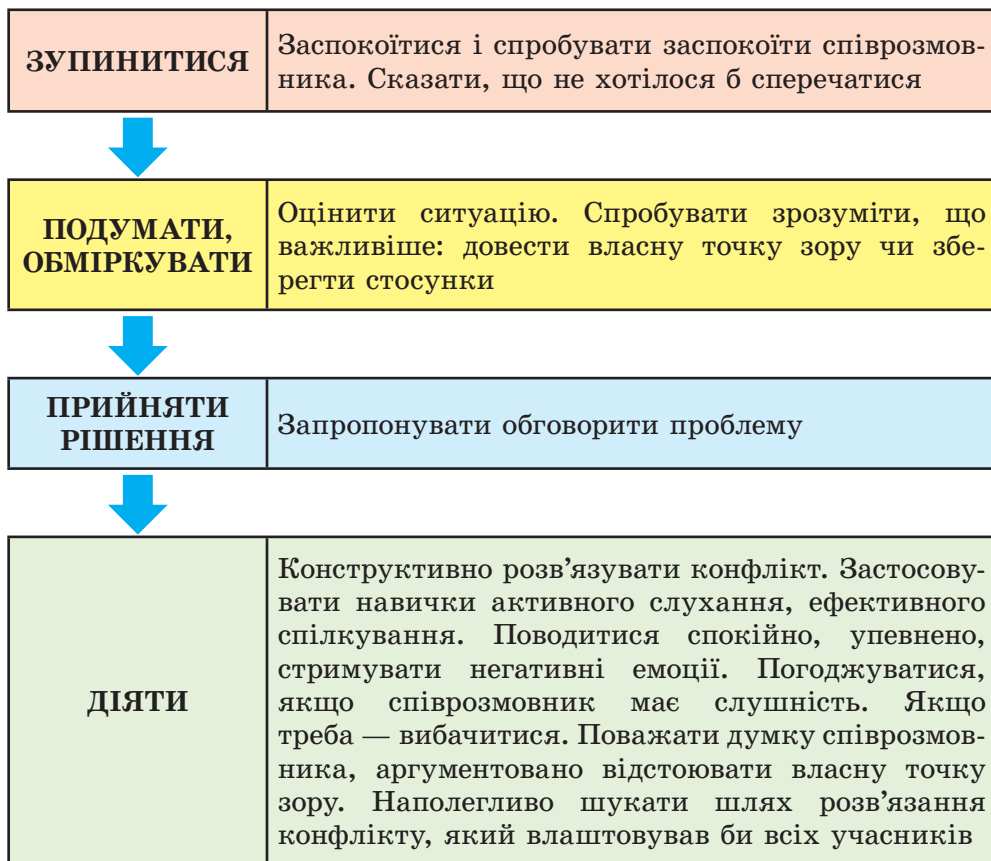 ЗУПИНИТИСЯ
Заспокоїтися і спробувати заспокоїти співрозмов-
ника. Сказати, що не хотілося б сперечатися
ПОДУМАТИ,
ОБМІРКУВАТИ
Оцінити ситуацію. Спробувати зрозуміти, що
важливіше: довести власну точку зору чи збе-
регти стосунки
ПРИЙНЯТИ
РІШЕННЯ
Запропонувати обговорити проблему
ДІЯТИ
Конструктивно розв'язувати конфлікт. Застосову-
вати навички активного слухання, ефективного
спілкування. Поводитися спокійно, упевнено,
стримувати негативні емоції. Погоджуватися,
якщо співрозмовник має слушність. Якщо
треба — вибачитися. Поважати думку співрозмов-
ника, аргументовано відстоювати власну точку
зору. Наполегливо шукати шлях розв'язання
конфлікту, який влаштовував би всіх учасників